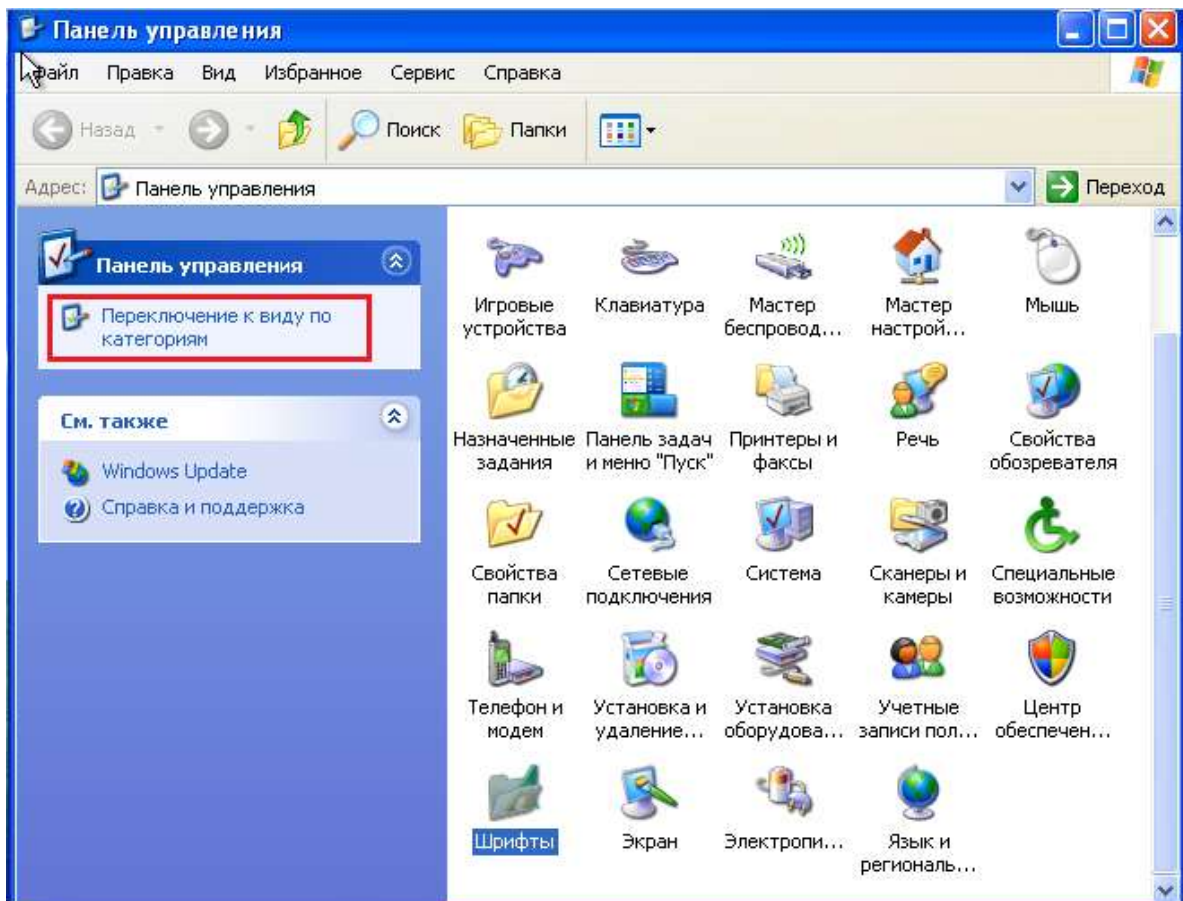 Панель управления
Файл Правка Вид Избранное Сервис Справка
Назад Поиск Папки
Адрес: Панель управления Переход
Панель управления
Переключение к виду по
категориям
См. также
Windows Update
Справка и поддержка
Игровые Клавиатура Мастер Мастер Мышь
устройства беспровод... настрой...
Назначенные Панель задач Принтеры и Речь Свойства
задания и меню "Пуск" факсы обозревателя
Свойства Сетевые Система Сканеры и Специальные
папки подключения камеры возможности
Телефон и Установка и Установка Учетные Центр
модем удаление... оборудова... записи пол... обеспечен...
Шрифты Экран Электропи... Язык и
региональ...